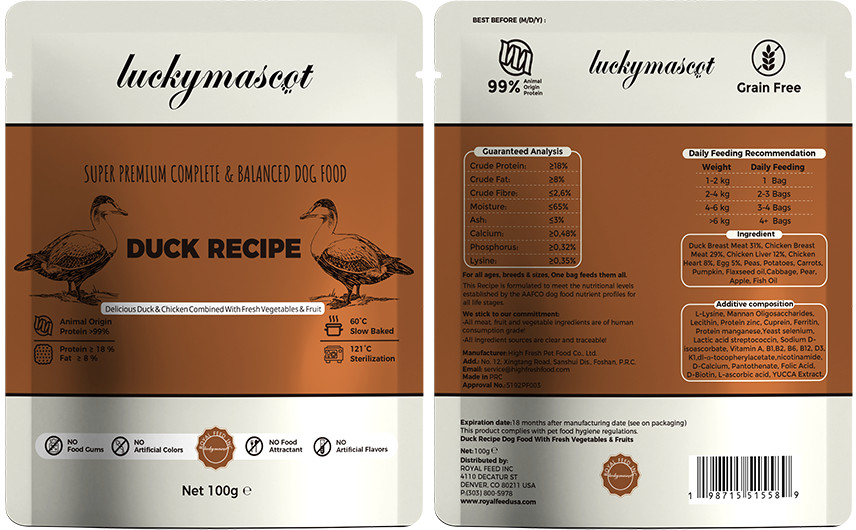 luckymascot
SUPER PREMIUM COMPLETE & BALANCED DOG FOOD
DUCK RECIPE
Delicious Duck & Chicken Combined With Fresh Vegetables & Fruit
Animal Origin
Protein >99%
60°C
Slow Baked
Protein ≥ 18 %
Fat ≥ 8 %
121°C
Sterilization
NO
Food Gums
NO
Artificial Colors
ROYAL FEED INC
luckymascot
NO Food
Attractant
NO
Artificial Flavors
Net 100g ℮
BEST BEFORE (M/D/Y) :
99% Animal
Origin
Protein
luckymascot
Grain Free
Guaranteed Analysis
Crude Protein: ≥18%
Crude Fat: ≥8%
Crude Fibre: ≤2.6%
Moisture: ≤65%
Ash: ≤3%
Calcium: ≥0.48%
Phosphorus: ≥0.32%
Lysine: ≥0.35%
For all ages, breeds & sizes, One bag feeds them all.
This Recipe is formulated to meet the nutritional levels
established by the AAFCO dog food nutrient profiles for
all life stages.
We stick to our commitment:
-All meat, fruit and vegetable ingredients are of human
consumption grade!
-All ingredient sources are clear and traceable!
Manufacturer: High Fresh Pet Food Co., Ltd.
Add.: No. 12, Xingtang Road, Sanshui Dis., Foshan, P.R.C.
Email: service@highfreshfood.com
Made in PRC
Approval No.: S192PF003
Daily Feeding Recommendation
Weight Daily Feeding
1-2 kg 1 Bag
2-4 kg 2-3 Bags
4-6 kg 3-4 Bags
>6 kg 4+ Bags
Ingredient
Duck Breast Meat 31%, Chicken Breast
Meat 29%, Chicken Liver 12%, Chicken
Heart 8%, Egg 5%, Peas, Potatoes, Carrots,
Pumpkin, Flaxseed oil,Cabbage, Pear,
Apple, Fish Oil
Additive composition
L-Lysine, Mannan Oligosaccharides,
Lecithin, Protein zinc, Cuprein, Ferritin,
Protein manganese,Yeast selenium,
Lactic acid streptococcin, Sodium D-
isoascorbate, Vitamin A, B1,B2, B6, B12, D3,
K1,dl-α-tocopherylacetate,nicotinamide,
D-Calcium, Pantothenate, Folic Acid,
D-Biotin, L-ascorbic acid, YUCCA Extract
Expiration date:18 months after manufacturing date (see on packaging)
This product complies with pet food hygiene regulations.
Duck Recipe Dog Food With Fresh Vegetables & Fruits
Net: 100g ℮
Distributed by:
ROYAL FEED INC
4110 DECATUR ST
DENVER, CO 80211 USA
P:(303) 800-5978
www.royalfeedusa.com
ROYAL FEED INC
luckymascot
1 98715 51558 9